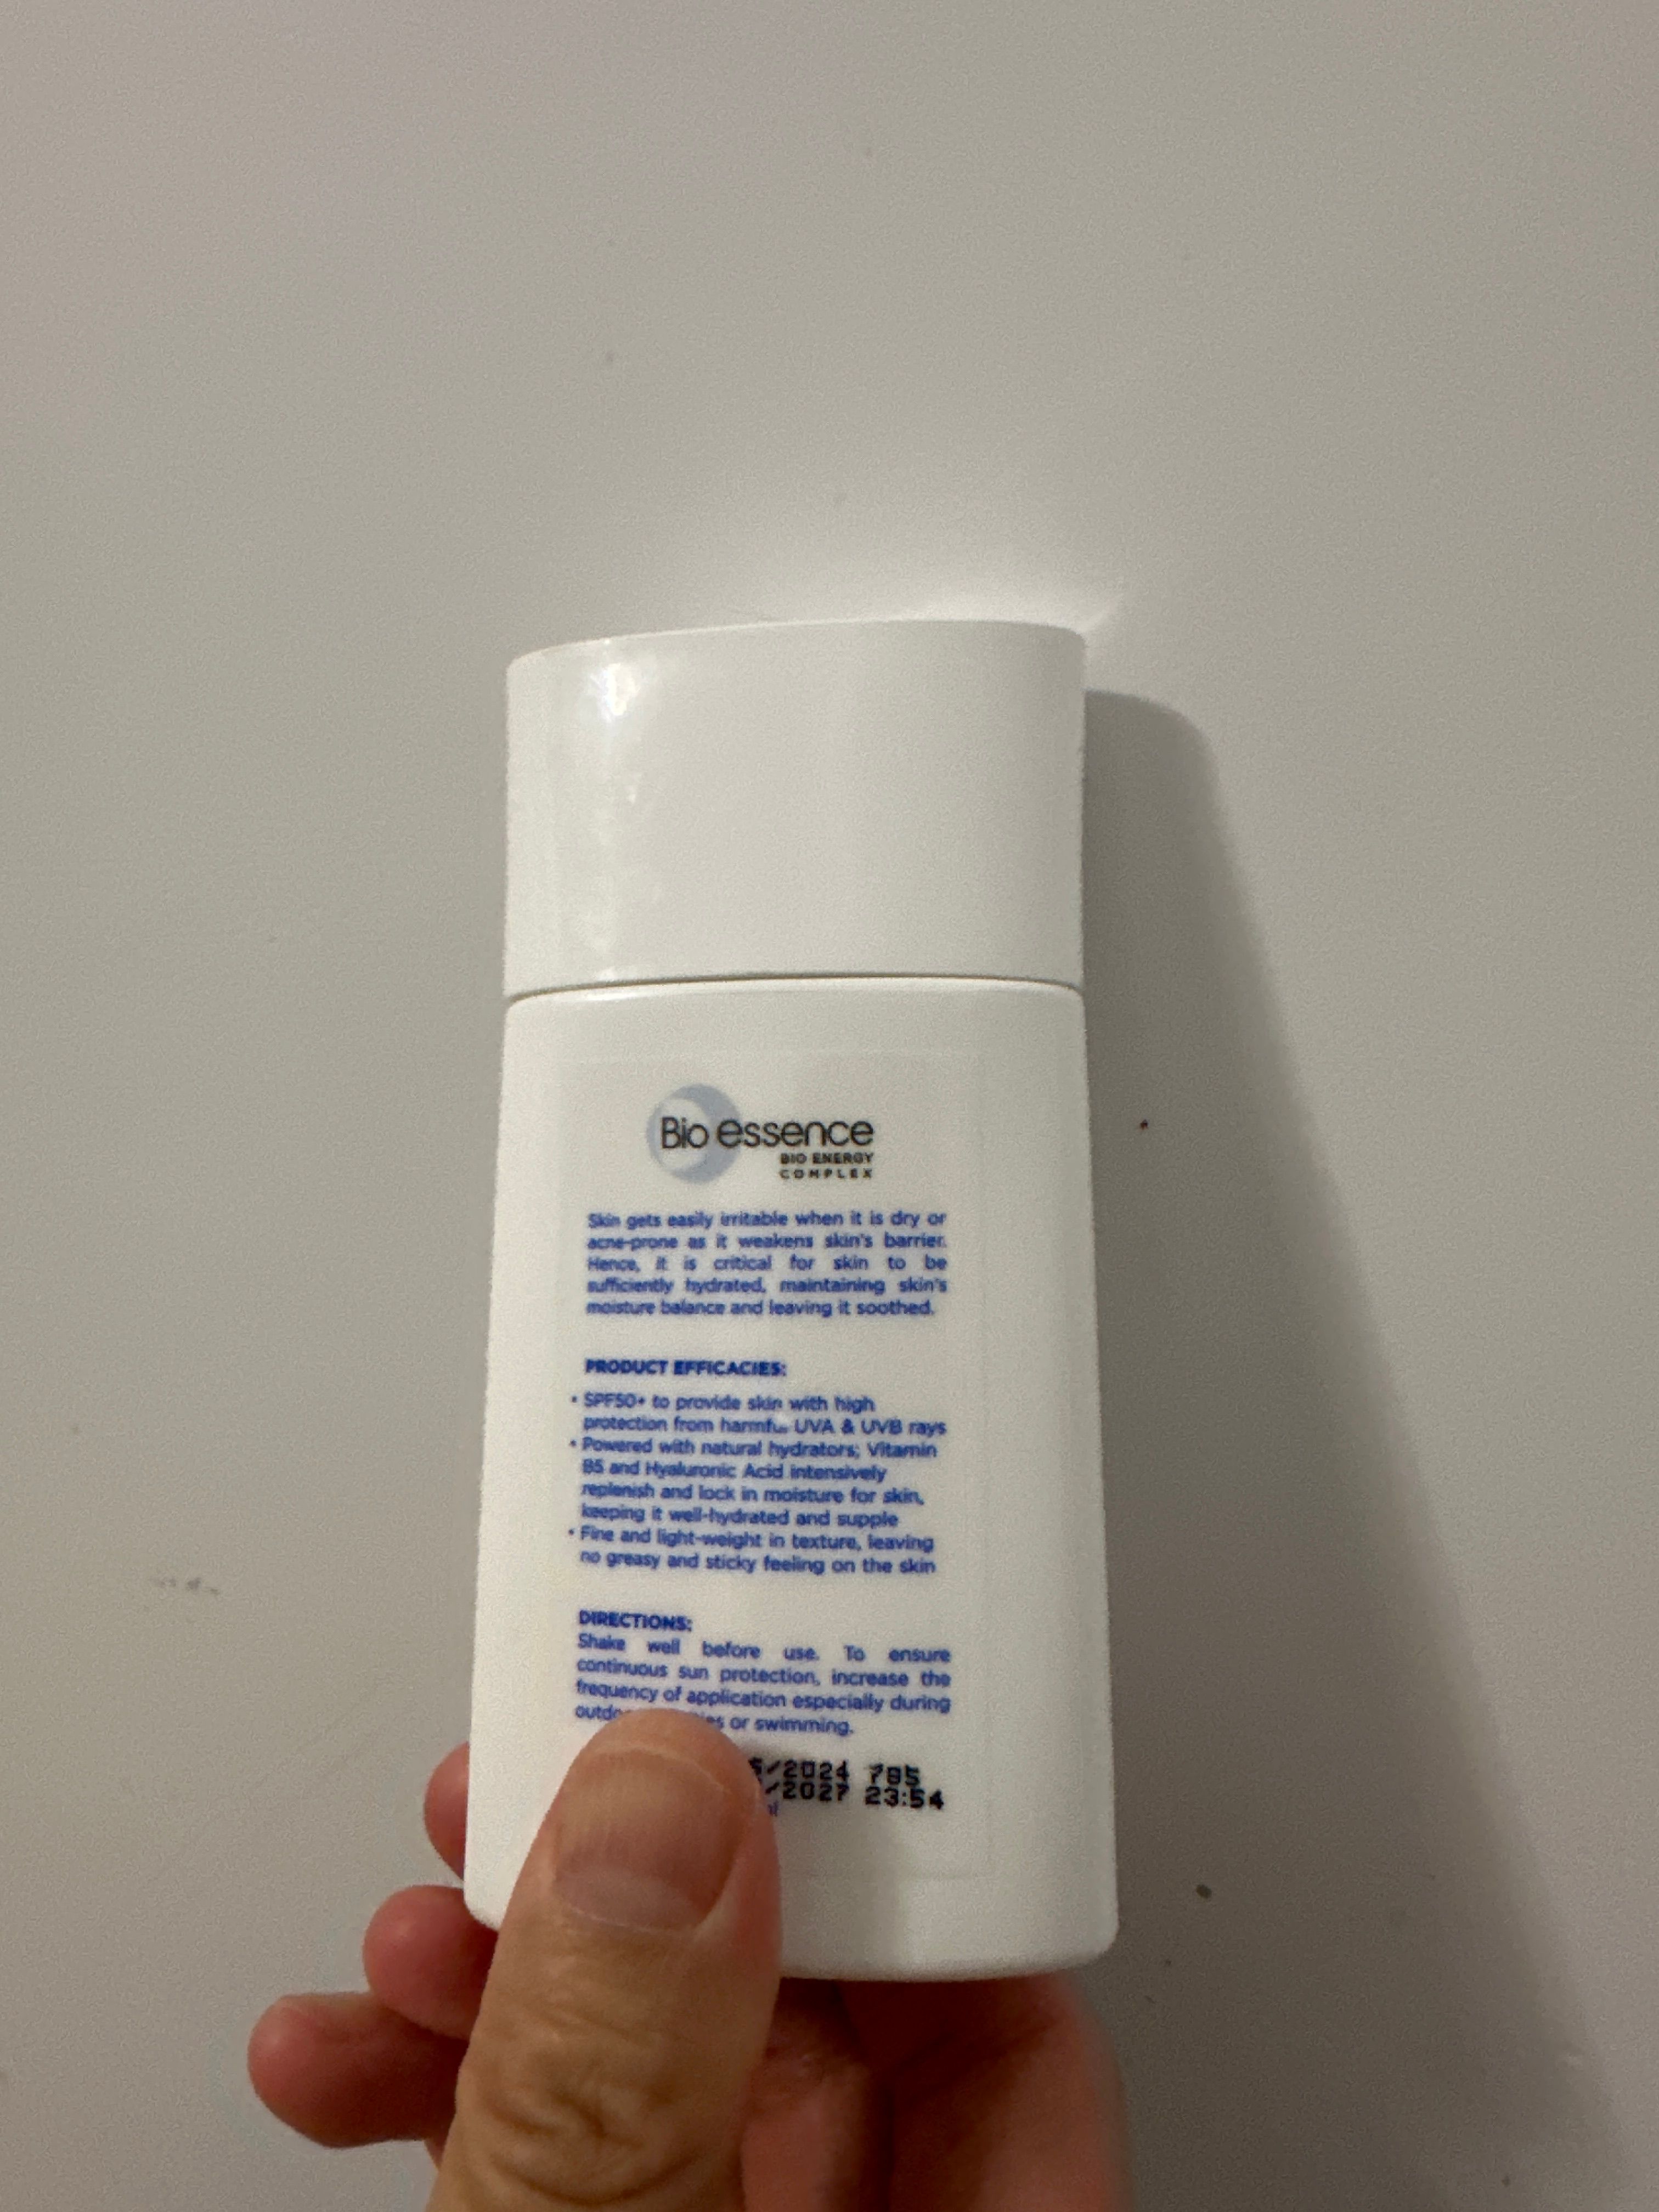 Bio essence
BIO ENERGY
COMPLEX
Skin gets easily irritable when it is dry or
acne-prone as it weakens skin's barrier.
Hence, it is critical for skin to be
sufficiently hydrated, maintaining skin's
moisture balance and leaving it soothed.
PRODUCT EFFICACIES:
• SPF50+ to provide skin with high
protection from harmful UVA & UVB rays
• Powered with natural hydrators; Vitamin
B5 and Hyaluronic Acid intensively
replenish and lock in moisture for skin,
keeping it well-hydrated and supple
• Fine and light-weight in texture, leaving
no greasy and sticky feeling on the skin
DIRECTIONS:
Shake well before use. To ensure
continuous sun protection, increase the
frequency of application especially during
or swimming.
/2024 785
/2027 23:54